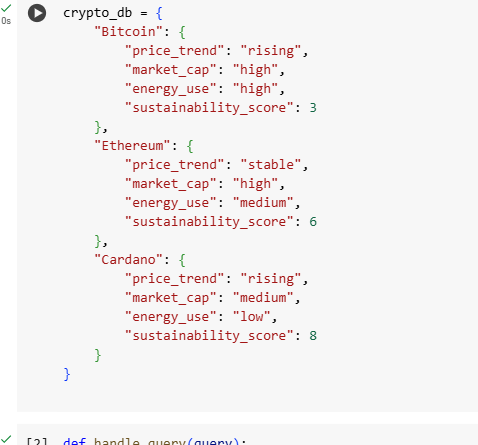 0s
crypto_db = {
    "Bitcoin": {
        "price_trend": "rising",
        "market_cap": "high",
        "energy_use": "high",
        "sustainability_score": 3
    },
    "Ethereum": {
        "price_trend": "stable",
        "market_cap": "high",
        "energy_use": "medium",
        "sustainability_score": 6
    },
    "Cardano": {
        "price_trend": "rising",
        "market_cap": "medium",
        "energy_use": "low",
        "sustainability_score": 8
    }
}
[2] def handle_query(query):